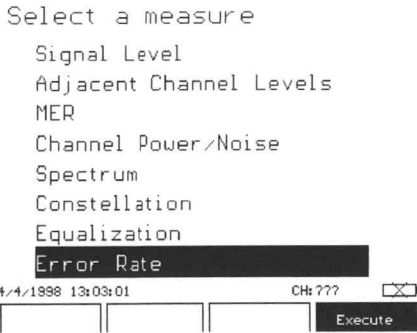 Select a measure
Signal Level
Adjacent Channel Levels
MER
Channel Power/Noise
Spectrum
Constellation
Equalization
Error Rate
4/4/1998 13:03:01 CH:???
Execute